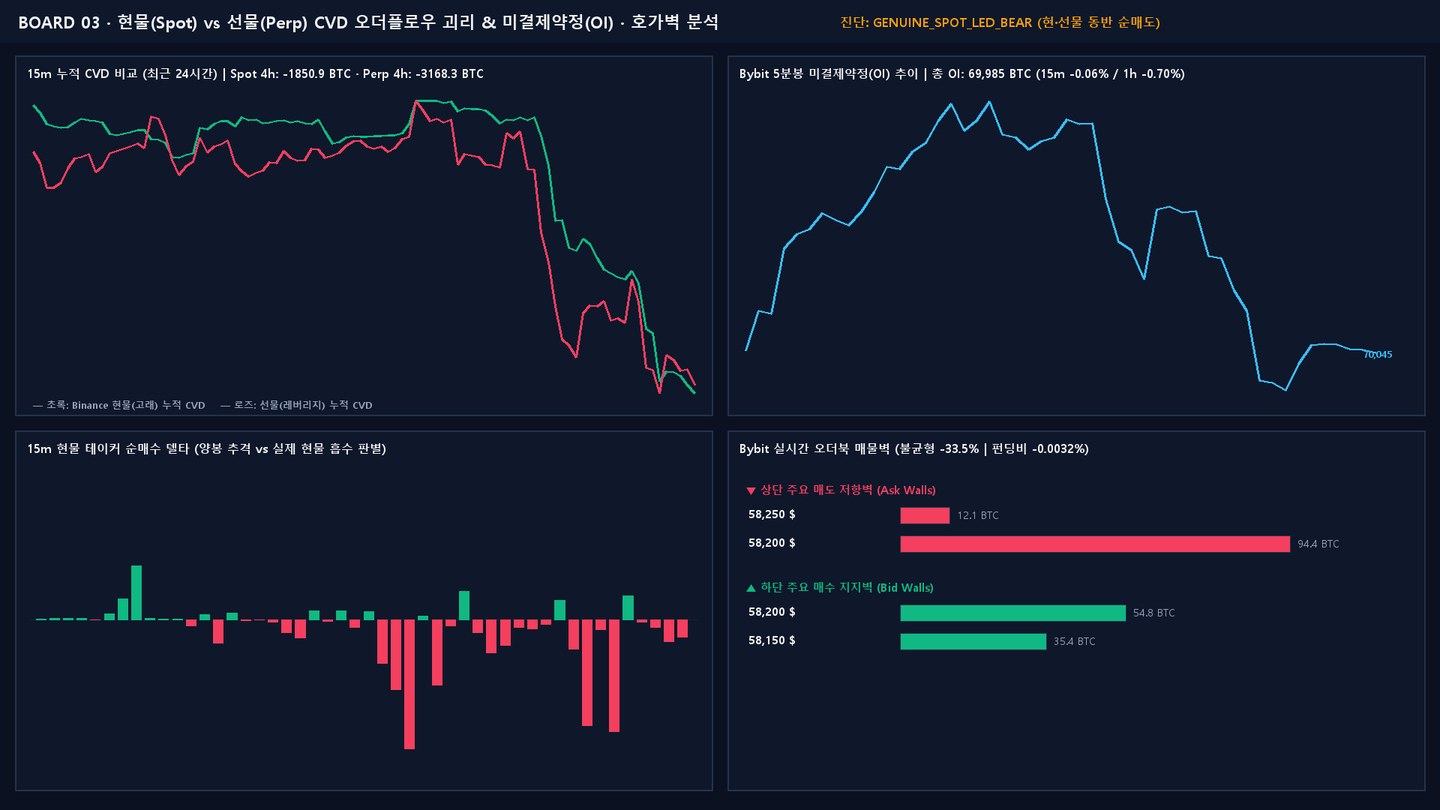 BOARD 03 · 현물(Spot) vs 선물(Perp) CVD 오더플로우 괴리 & 미결제약정(OI) · 호가벽 분석
진단: GENUINE_SPOT_LED_BEAR (현·선물 동반 순매도)
15m 누적 CVD 비교 (최근 24시간) | Spot 4h: -1850.9 BTC · Perp 4h: -3168.3 BTC
— 초록: Binance 현물(고래) 누적 CVD — 로즈: 선물(레버리지) 누적 CVD
Bybit 5분봉 미결제약정(OI) 추이 | 총 OI: 69,985 BTC (15m -0.06% / 1h -0.70%)
70,045
15m 현물 테이커 순매수 델타 (양봉 추격 vs 실제 현물 흡수 판별)
Bybit 실시간 오더북 매물벽 (불균형 -33.5% | 펀딩비 -0.0032%)
▼ 상단 주요 매도 저항벽 (Ask Walls)
58,250 $ 12.1 BTC
58,200 $ 94.4 BTC
▲ 하단 주요 매수 지지벽 (Bid Walls)
58,200 $ 54.8 BTC
58,150 $ 35.4 BTC